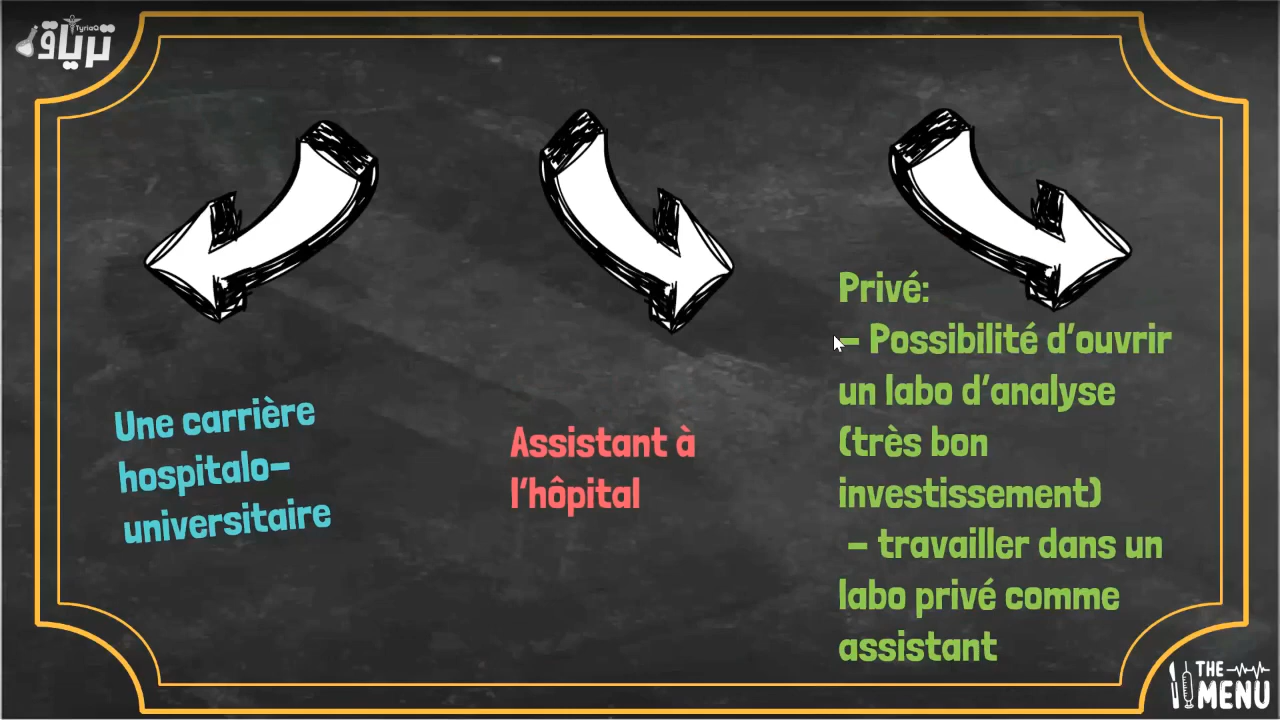 ترياق
TyriaQ
Une carrière
hospitalo-
universitaire
Assistant à
l'hôpital
Privé:
- Possibilité d'ouvrir
un labo d'analyse
(très bon
investissement)
- travailler dans un
labo privé comme
assistant
THE
MENU